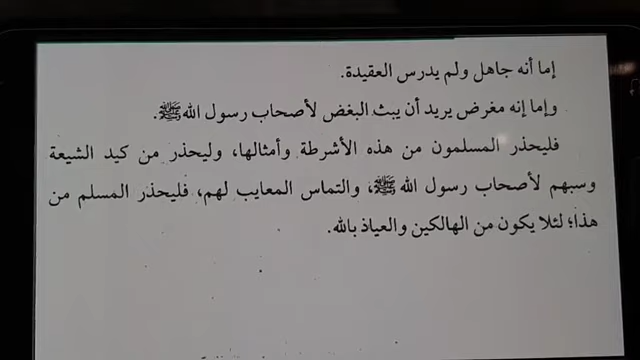 إما أنه جاهل ولم يدرس العقيدة.
وإما إنه مغرض يريد أن يبث البغض لأصحاب رسول الله ﷺ.
فليحذر المسلمون من هذه الأشرطة وأمثالها، وليحذر من كيد الشيعة
وسبهم لأصحاب رسول الله ﷺ، والتماس المعايب لهم، فليحذر المسلم من
هذا؛ لئلا يكون من الهالكين والعياذ بالله.